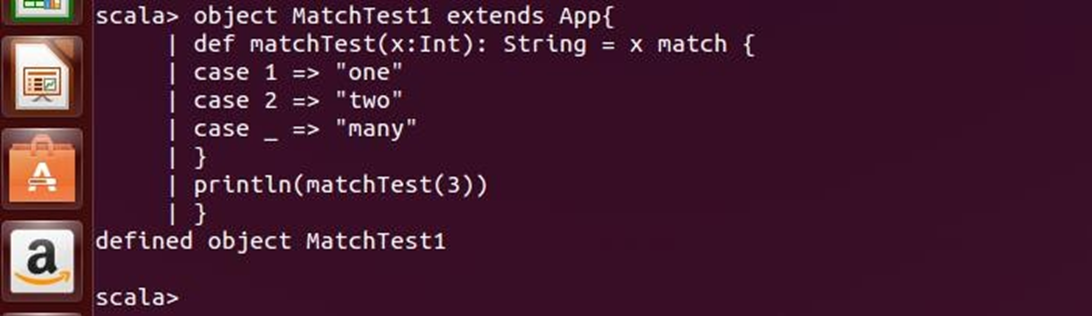 scala> object MatchTest1 extends App{
     | def matchTest(x:Int): String = x match {
     | case 1 => "one"
     | case 2 => "two"
     | case _ => "many"
     | }
     | println(matchTest(3))
     | }
defined object MatchTest1
scala>
A
a